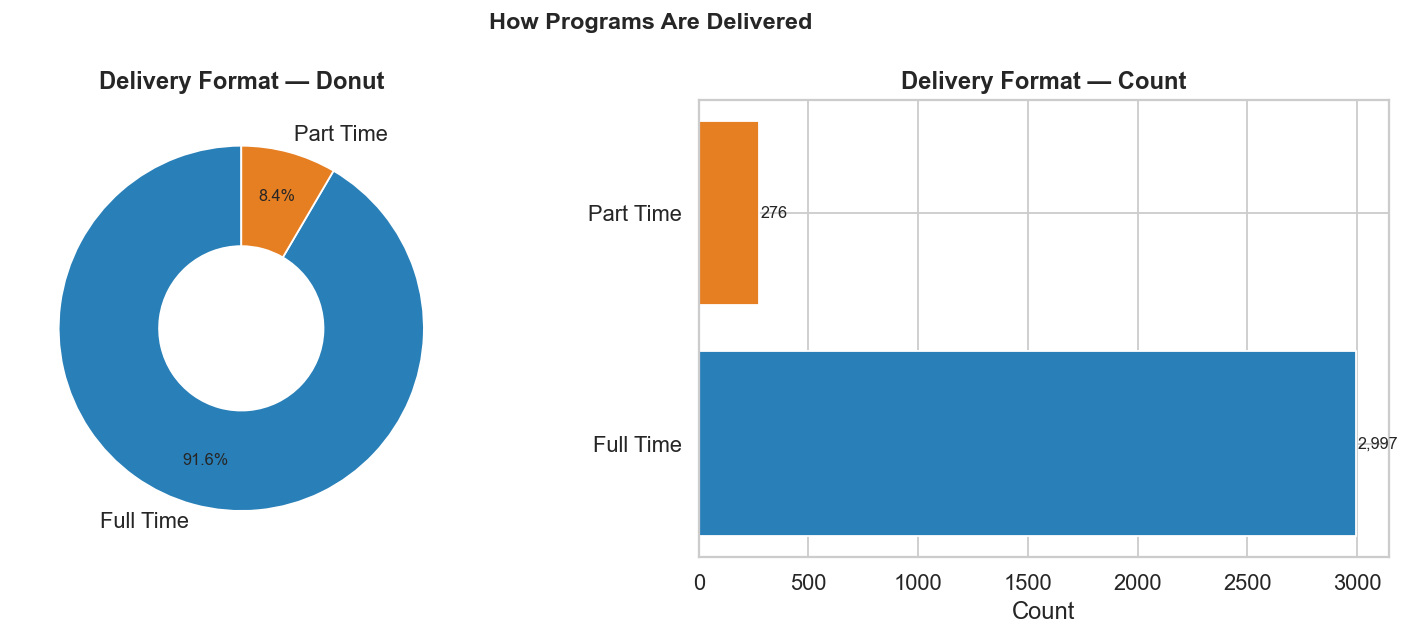 How Programs Are Delivered
Delivery Format — Donut
Part Time
8.4%
91.6%
Full Time
Delivery Format — Count
Part Time
276
Full Time
2,997
0 500 1000 1500 2000 2500 3000
Count